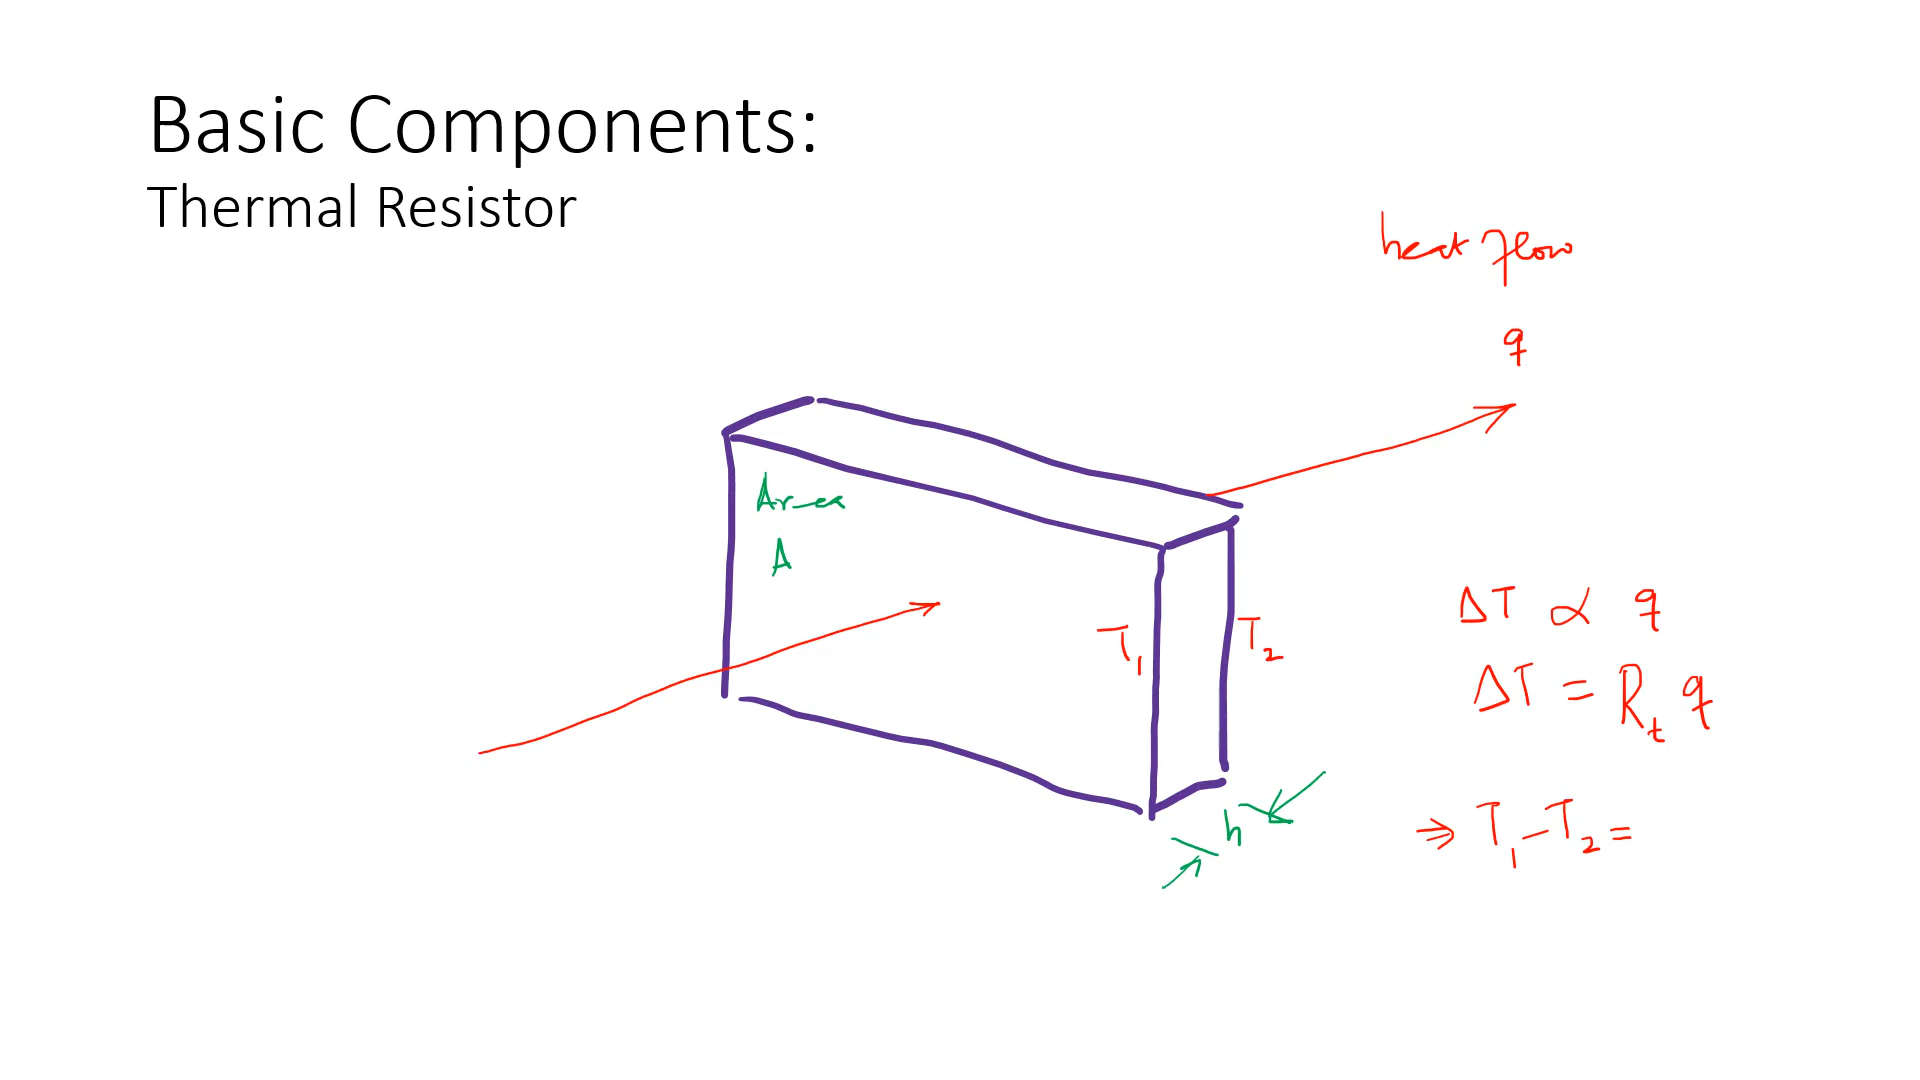 Basic Components:
Thermal Resistor
heat flow
q
Area
A
T₁
T₂
ΔT ∝ q
ΔT = Rₜ q
h
⇒ T₁ – T₂ =